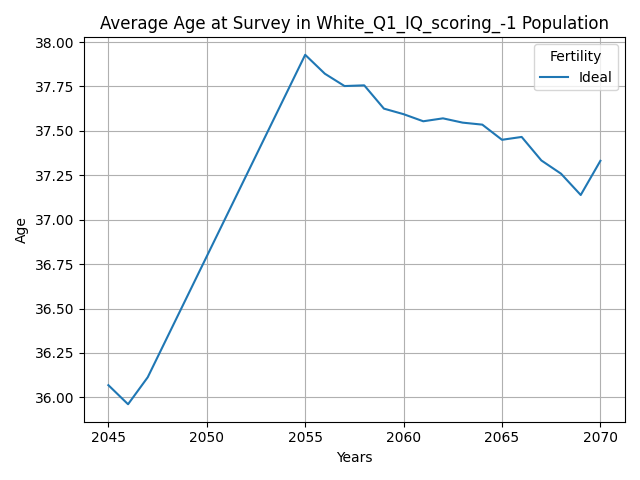 Average Age at Survey in White_Q1_IQ_scoring_-1 Population
Fertility
Ideal
38.00
37.75
37.50
37.25
37.00
36.75
36.50
36.25
36.00
Age
2045 2050 2055 2060 2065 2070
Years